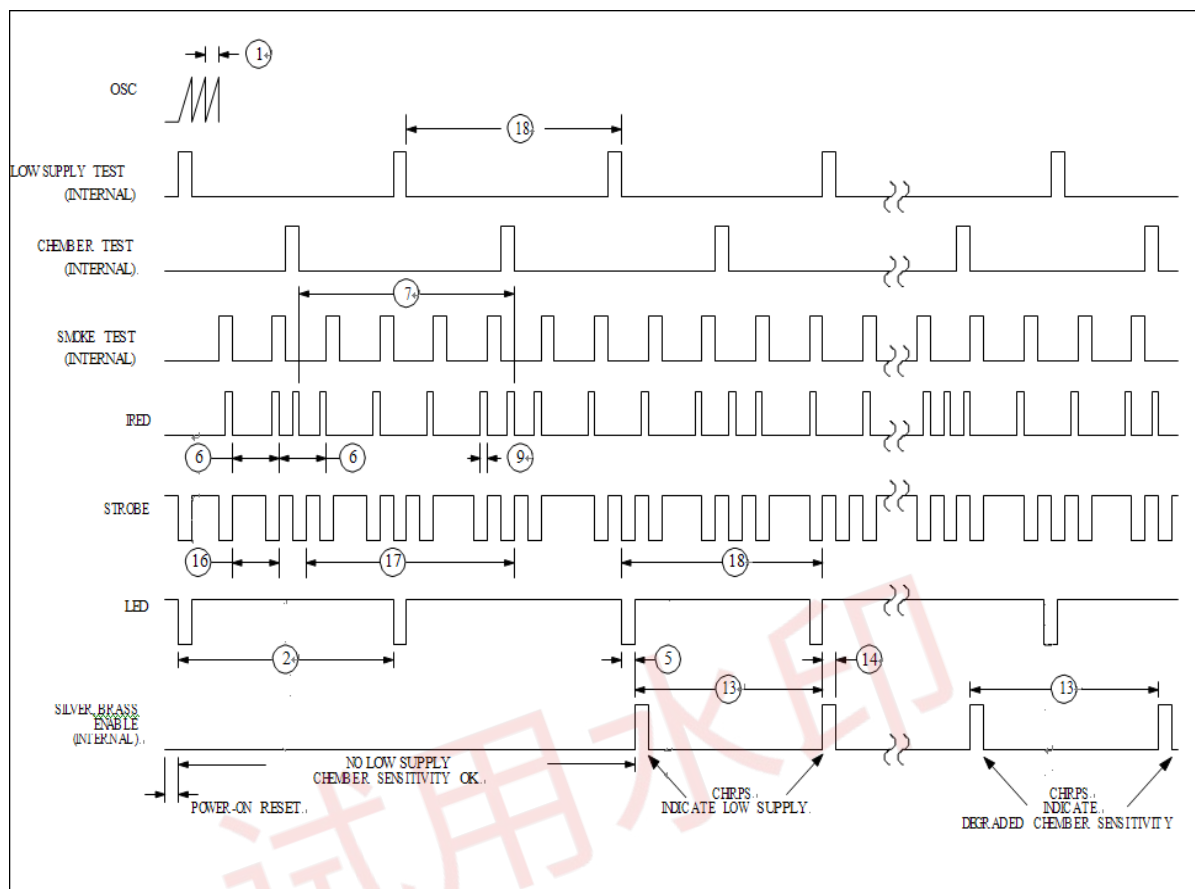 1
OSC
18
LOW SUPPLY TEST
(INTERNAL)
CHEMBER TEST
(INTERNAL).
7
SMOKE TEST
(INTERNAL)
IRED
6
6
9
STROBE
16
17
18
LED
2
5
14
13
13
SILVER, BRASS
ENABLE
(INTERNAL).
NO LOW SUPPLY
CHEMBER SENSITIVITY OK.
POWER-ON RESET.
CHIRPS.
INDICATE LOW SUPPLY.
CHIRPS.
INDICATE.
DEGRADED CHEMBER SENSITIVITY
试用水印